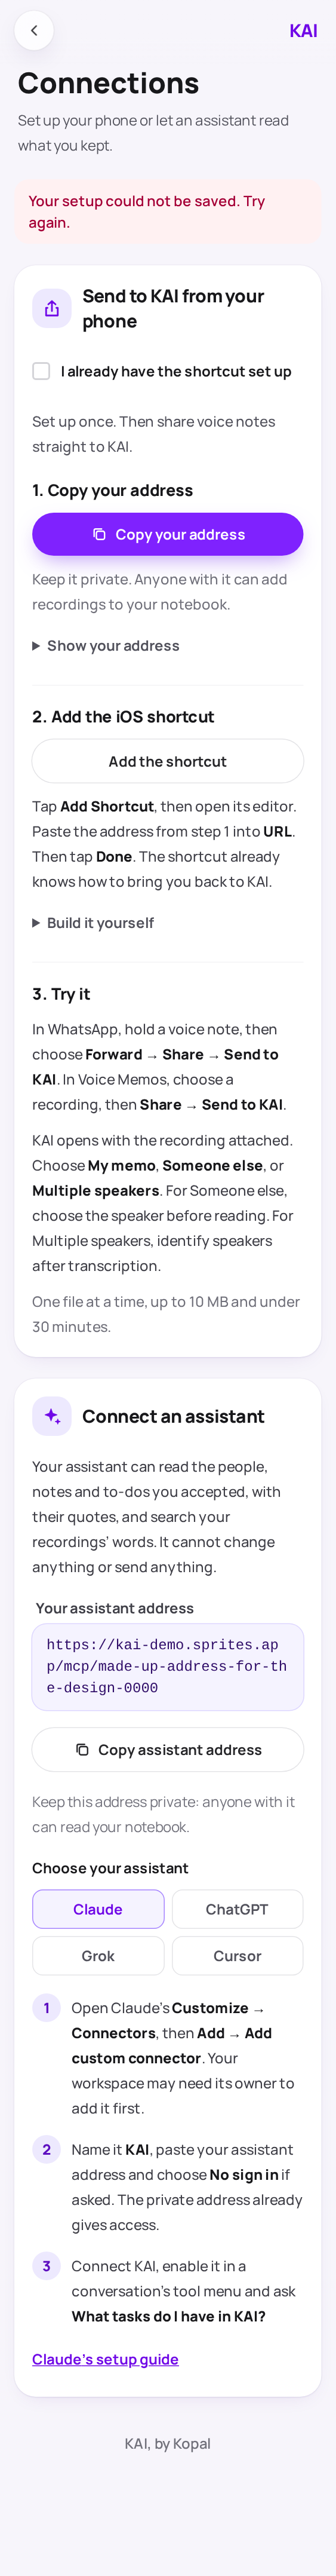 KAI
Connections
Set up your phone or let an assistant read
what you kept.
Your setup could not be saved. Try
again.
Send to KAI from your
phone
I already have the shortcut set up
Set up once. Then share voice notes
straight to KAI.
1. Copy your address
Copy your address
Keep it private. Anyone with it can add
recordings to your notebook.
Show your address
2. Add the iOS shortcut
Add the shortcut
Tap Add Shortcut, then open its editor.
Paste the address from step 1 into URL.
Then tap Done. The shortcut already
knows how to bring you back to KAI.
Build it yourself
3. Try it
In WhatsApp, hold a voice note, then
choose Forward → Share → Send to
KAI. In Voice Memos, choose a
recording, then Share → Send to KAI.
KAI opens with the recording attached.
Choose My memo, Someone else, or
Multiple speakers. For Someone else,
choose the speaker before reading. For
Multiple speakers, identify speakers
after transcription.
One file at a time, up to 10 MB and under
30 minutes.
Connect an assistant
Your assistant can read the people,
notes and to-dos you accepted, with
their quotes, and search your
recordings' words. It cannot change
anything or send anything.
Your assistant address
https://kai-demo.sprites.ap
p/mcp/made-up-address-for-th
e-design-0000
Copy assistant address
Keep this address private: anyone with it
can read your notebook.
Choose your assistant
Claude
ChatGPT
Grok
Cursor
1
Open Claude's Customize →
Connectors, then Add → Add
custom connector. Your
workspace may need its owner to
add it first.
2
Name it KAI, paste your assistant
address and choose No sign in if
asked. The private address already
gives access.
3
Connect KAI, enable it in a
conversation's tool menu and ask
What tasks do I have in KAI?
Claude's setup guide
KAI, by Kopal